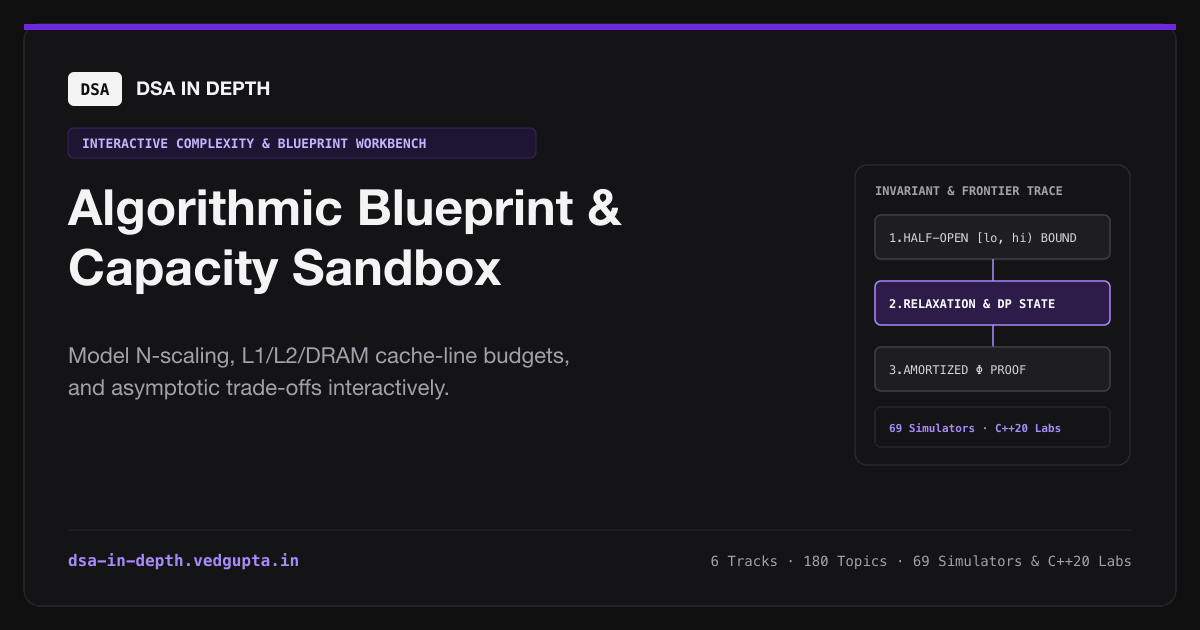 DSA
DSA IN DEPTH
INTERACTIVE COMPLEXITY & BLUEPRINT WORKBENCH
Algorithmic Blueprint &
Capacity Sandbox
Model N-scaling, L1/L2/DRAM cache-line budgets,
and asymptotic trade-offs interactively.
INVARIANT & FRONTIER TRACE
1.HALF-OPEN [lo, hi) BOUND
2.RELAXATION & DP STATE
3.AMORTIZED Φ PROOF
69 Simulators · C++20 Labs
dsa-in-depth.vedgupta.in
6 Tracks · 180 Topics · 69 Simulators & C++20 Labs